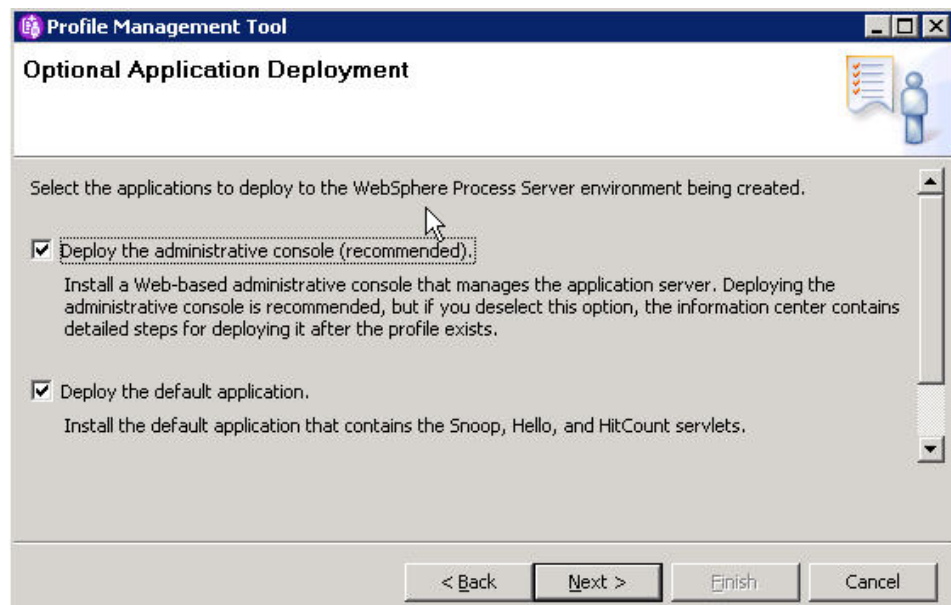 Profile Management Tool
Optional Application Deployment
Select the applications to deploy to the WebSphere Process Server environment being created.
Deploy the administrative console (recommended).
Install a Web-based administrative console that manages the application server. Deploying the
administrative console is recommended, but if you deselect this option, the information center contains
detailed steps for deploying it after the profile exists.
Deploy the default application.
Install the default application that contains the Snoop, Hello, and HitCount servlets.
< Back Next > Finish Cancel